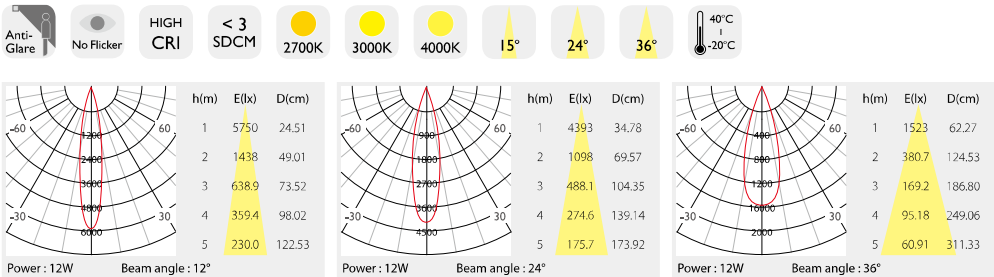 Anti-
Glare
No Flicker
HIGH
CRI
< 3
SDCM
2700K
3000K
4000K
15°
24°
36°
40°C
I
-20°C
-60
60
1200
2400
3600
4800
-30
30
6000
h(m) E(lx) D(cm)
1 5750 24.51
2 1438 49.01
3 638.9 73.52
4 359.4 98.02
5 230.0 122.53
Power : 12W Beam angle : 12°
-60
60
900
1800
2700
3600
-30
30
4500
h(m) E(lx) D(cm)
1 4393 34.78
2 1098 69.57
3 488.1 104.35
4 274.6 139.14
5 175.7 173.92
Power : 12W Beam angle : 24°
-60
60
400
800
1200
16000
-30
30
2000
h(m) E(lx) D(cm)
1 1523 62.27
2 380.7 124.53
3 169.2 186.80
4 95.18 249.06
5 60.91 311.33
Power : 12W Beam angle : 36°